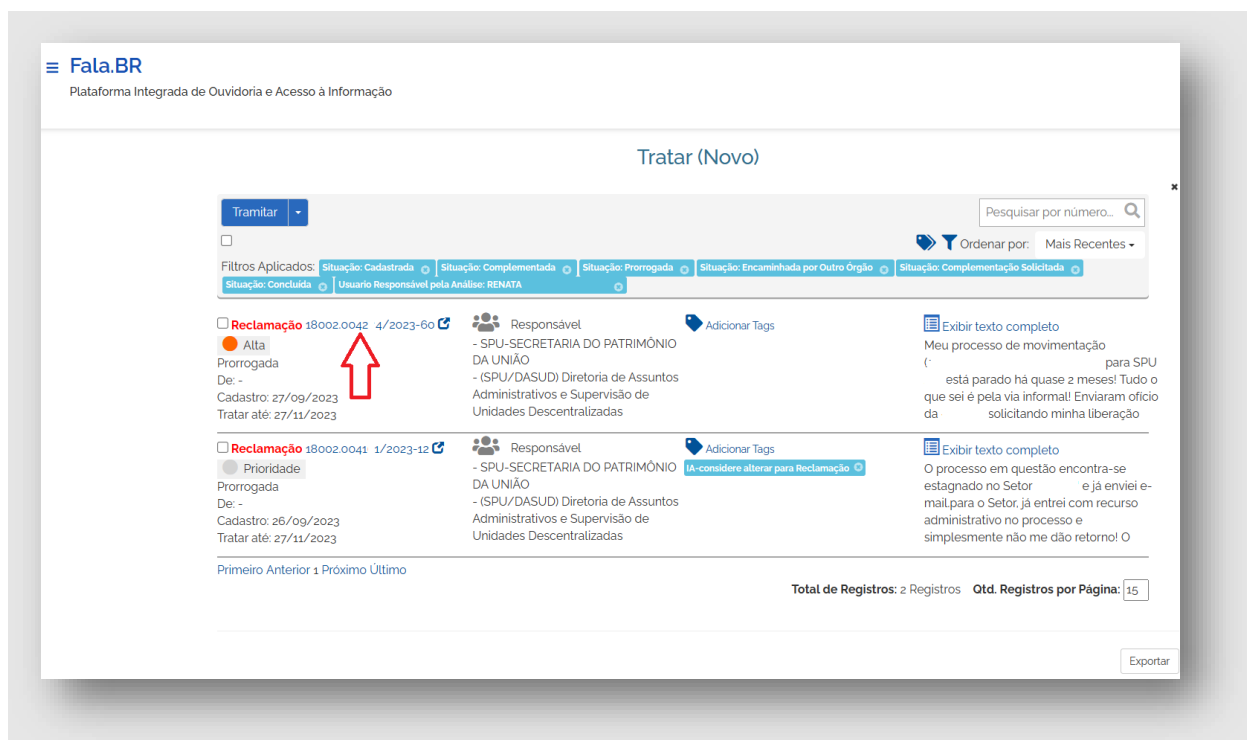 Fala.BR
Plataforma Integrada de Ouvidoria e Acesso à Informação
Tratar (Novo)
Tramitar
Pesquisar por número...
Ordenar por: Mais Recentes
Filtros Aplicados: Situação: Cadastrada Situação: Complementada Situação: Prorrogada Situação: Encaminhada por Outro Órgão Situação: Complementação Solicitada
Situação: Concluída Usuario Responsável pela Análise: RENATA
Reclamação 18002.0042 4/2023-60
Alta
Prorrogada
De: -
Cadastro: 27/09/2023
Tratar até: 27/11/2023
Responsável
- SPU-SECRETARIA DO PATRIMÔNIO
DA UNIÃO
- (SPU/DASUD) Diretoria de Assuntos
Administrativos e Supervisão de
Unidades Descentralizadas
Adicionar Tags
Exibir texto completo
Meu processo de movimentação
( para SPU
está parado há quase 2 meses! Tudo o
que sei é pela via informal! Enviaram ofício
da solicitando minha liberação
Reclamação 18002.0041 1/2023-12
Prioridade
Prorrogada
De: -
Cadastro: 26/09/2023
Tratar até: 27/11/2023
Responsável
- SPU-SECRETARIA DO PATRIMÔNIO
DA UNIÃO
- (SPU/DASUD) Diretoria de Assuntos
Administrativos e Supervisão de
Unidades Descentralizadas
Adicionar Tags
IA-considere alterar para Reclamação
Exibir texto completo
O processo em questão encontra-se
estagnado no Setor e já enviei e-
mail.para o Setor, já entrei com recurso
administrativo no processo e
simplesmente não me dão retorno! O
Primeiro Anterior 1 Próximo Último
Total de Registros: 2 Registros Qtd. Registros por Página: 15
Exportar